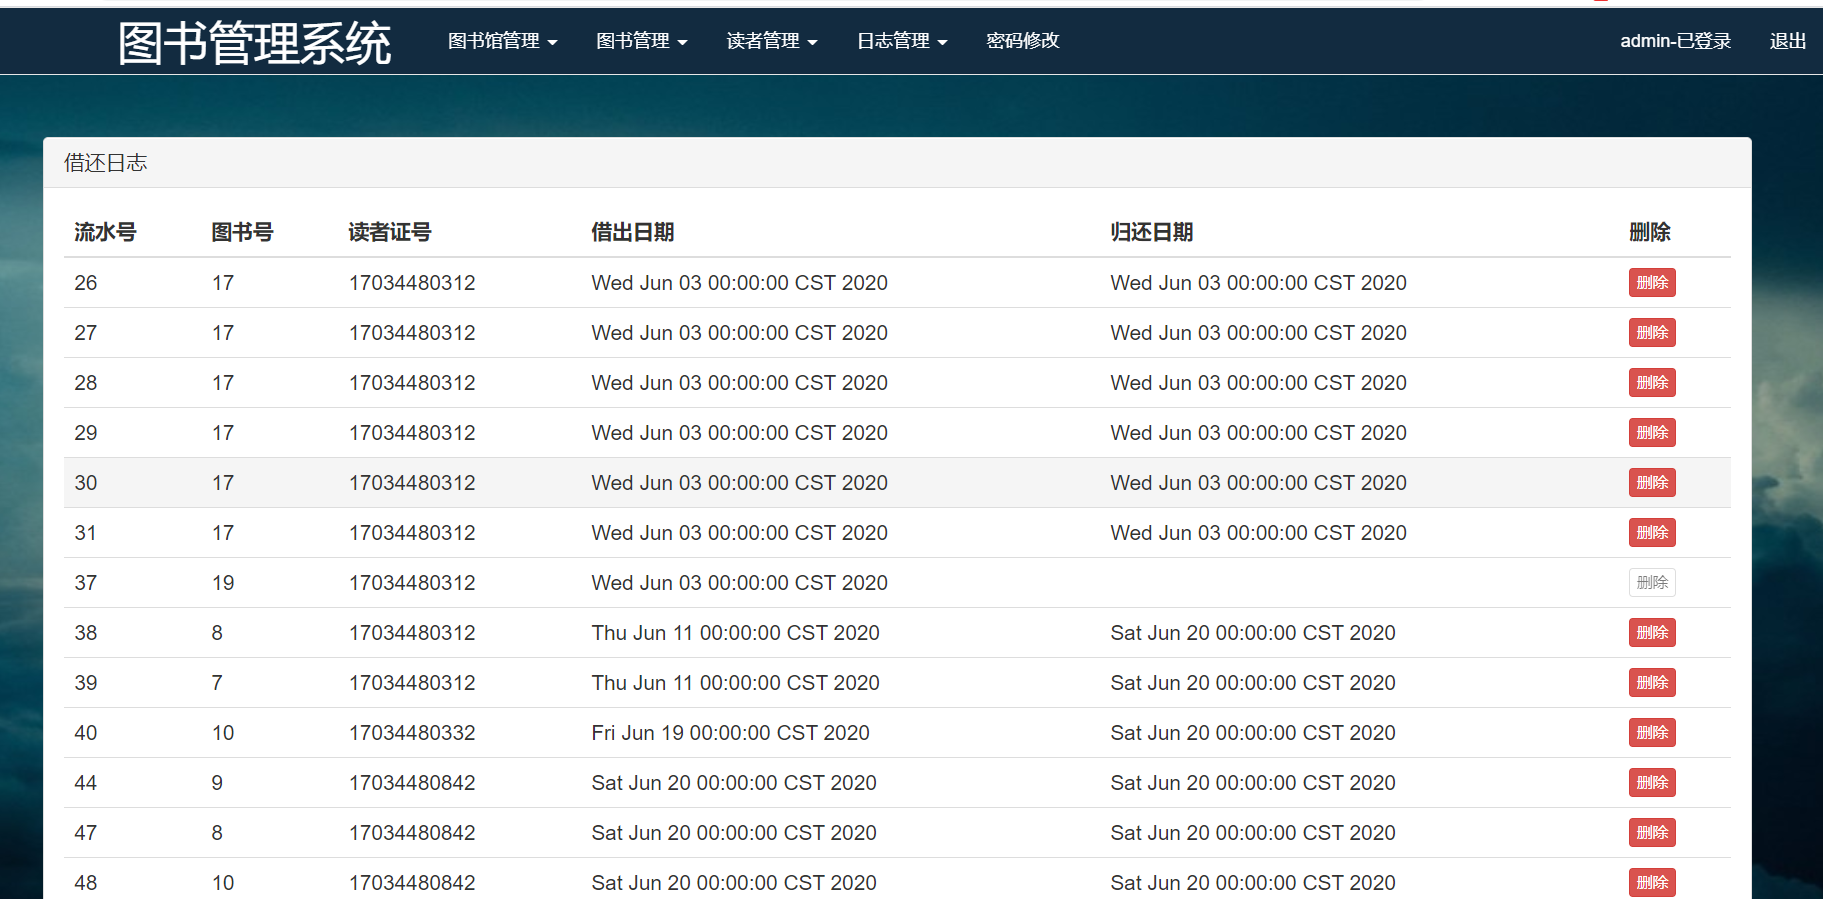 图书管理系统 图书馆管理 图书管理 读者管理 日志管理 密码修改 admin-已登录 退出
借还日志
流水号 图书号 读者证号 借出日期 归还日期 删除
26 17 17034480312 Wed Jun 03 00:00:00 CST 2020 Wed Jun 03 00:00:00 CST 2020 删除
27 17 17034480312 Wed Jun 03 00:00:00 CST 2020 Wed Jun 03 00:00:00 CST 2020 删除
28 17 17034480312 Wed Jun 03 00:00:00 CST 2020 Wed Jun 03 00:00:00 CST 2020 删除
29 17 17034480312 Wed Jun 03 00:00:00 CST 2020 Wed Jun 03 00:00:00 CST 2020 删除
30 17 17034480312 Wed Jun 03 00:00:00 CST 2020 Wed Jun 03 00:00:00 CST 2020 删除
31 17 17034480312 Wed Jun 03 00:00:00 CST 2020 Wed Jun 03 00:00:00 CST 2020 删除
37 19 17034480312 Wed Jun 03 00:00:00 CST 2020 删除
38 8 17034480312 Thu Jun 11 00:00:00 CST 2020 Sat Jun 20 00:00:00 CST 2020 删除
39 7 17034480312 Thu Jun 11 00:00:00 CST 2020 Sat Jun 20 00:00:00 CST 2020 删除
40 10 17034480332 Fri Jun 19 00:00:00 CST 2020 Sat Jun 20 00:00:00 CST 2020 删除
44 9 17034480842 Sat Jun 20 00:00:00 CST 2020 Sat Jun 20 00:00:00 CST 2020 删除
47 8 17034480842 Sat Jun 20 00:00:00 CST 2020 Sat Jun 20 00:00:00 CST 2020 删除
48 10 17034480842 Sat Jun 20 00:00:00 CST 2020 Sat Jun 20 00:00:00 CST 2020 删除